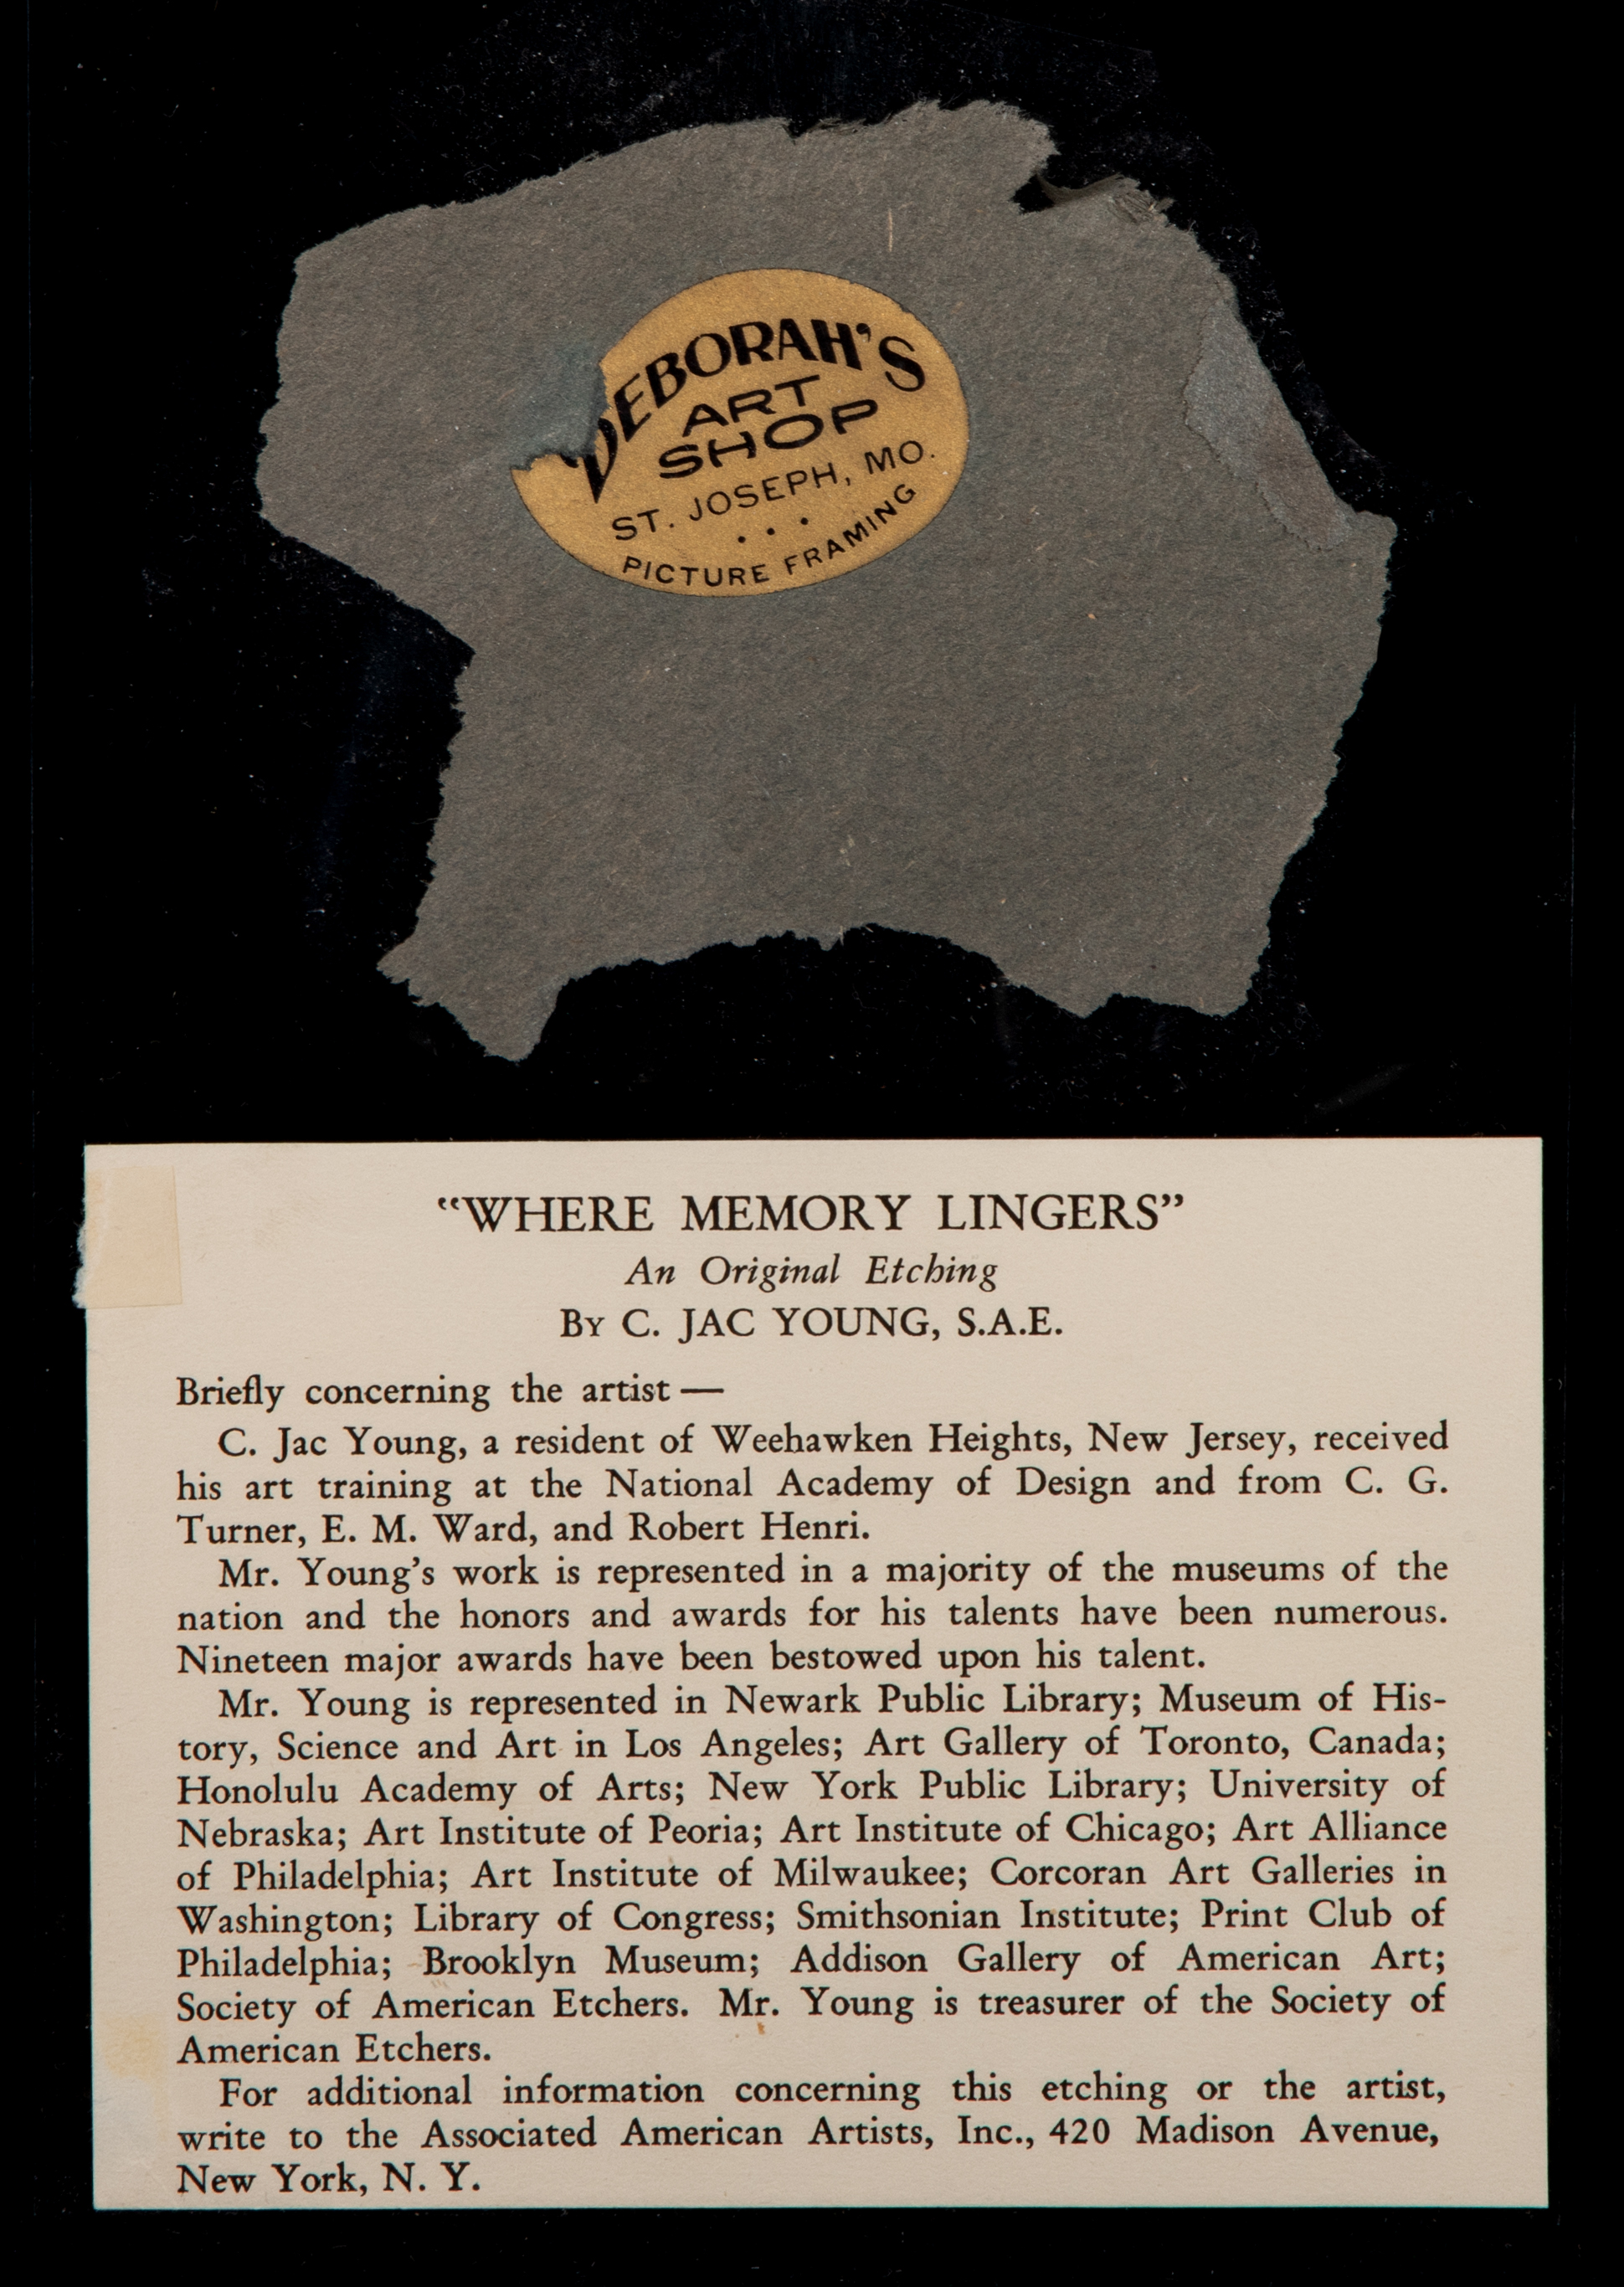 DEBORAH'S
ART
SHOP
ST. JOSEPH, MO.
• • •
PICTURE FRAMING
“WHERE MEMORY LINGERS”
An Original Etching
By C. JAC YOUNG, S.A.E.
Briefly concerning the artist —
C. Jac Young, a resident of Weehawken Heights, New Jersey, received
his art training at the National Academy of Design and from C. G.
Turner, E. M. Ward, and Robert Henri.
Mr. Young’s work is represented in a majority of the museums of the
nation and the honors and awards for his talents have been numerous.
Nineteen major awards have been bestowed upon his talent.
Mr. Young is represented in Newark Public Library; Museum of His-
tory, Science and Art in Los Angeles; Art Gallery of Toronto, Canada;
Honolulu Academy of Arts; New York Public Library; University of
Nebraska; Art Institute of Peoria; Art Institute of Chicago; Art Alliance
of Philadelphia; Art Institute of Milwaukee; Corcoran Art Galleries in
Washington; Library of Congress; Smithsonian Institute; Print Club of
Philadelphia; Brooklyn Museum; Addison Gallery of American Art;
Society of American Etchers. Mr. Young is treasurer of the Society of
American Etchers.
For additional information concerning this etching or the artist,
write to the Associated American Artists, Inc., 420 Madison Avenue,
New York, N. Y.